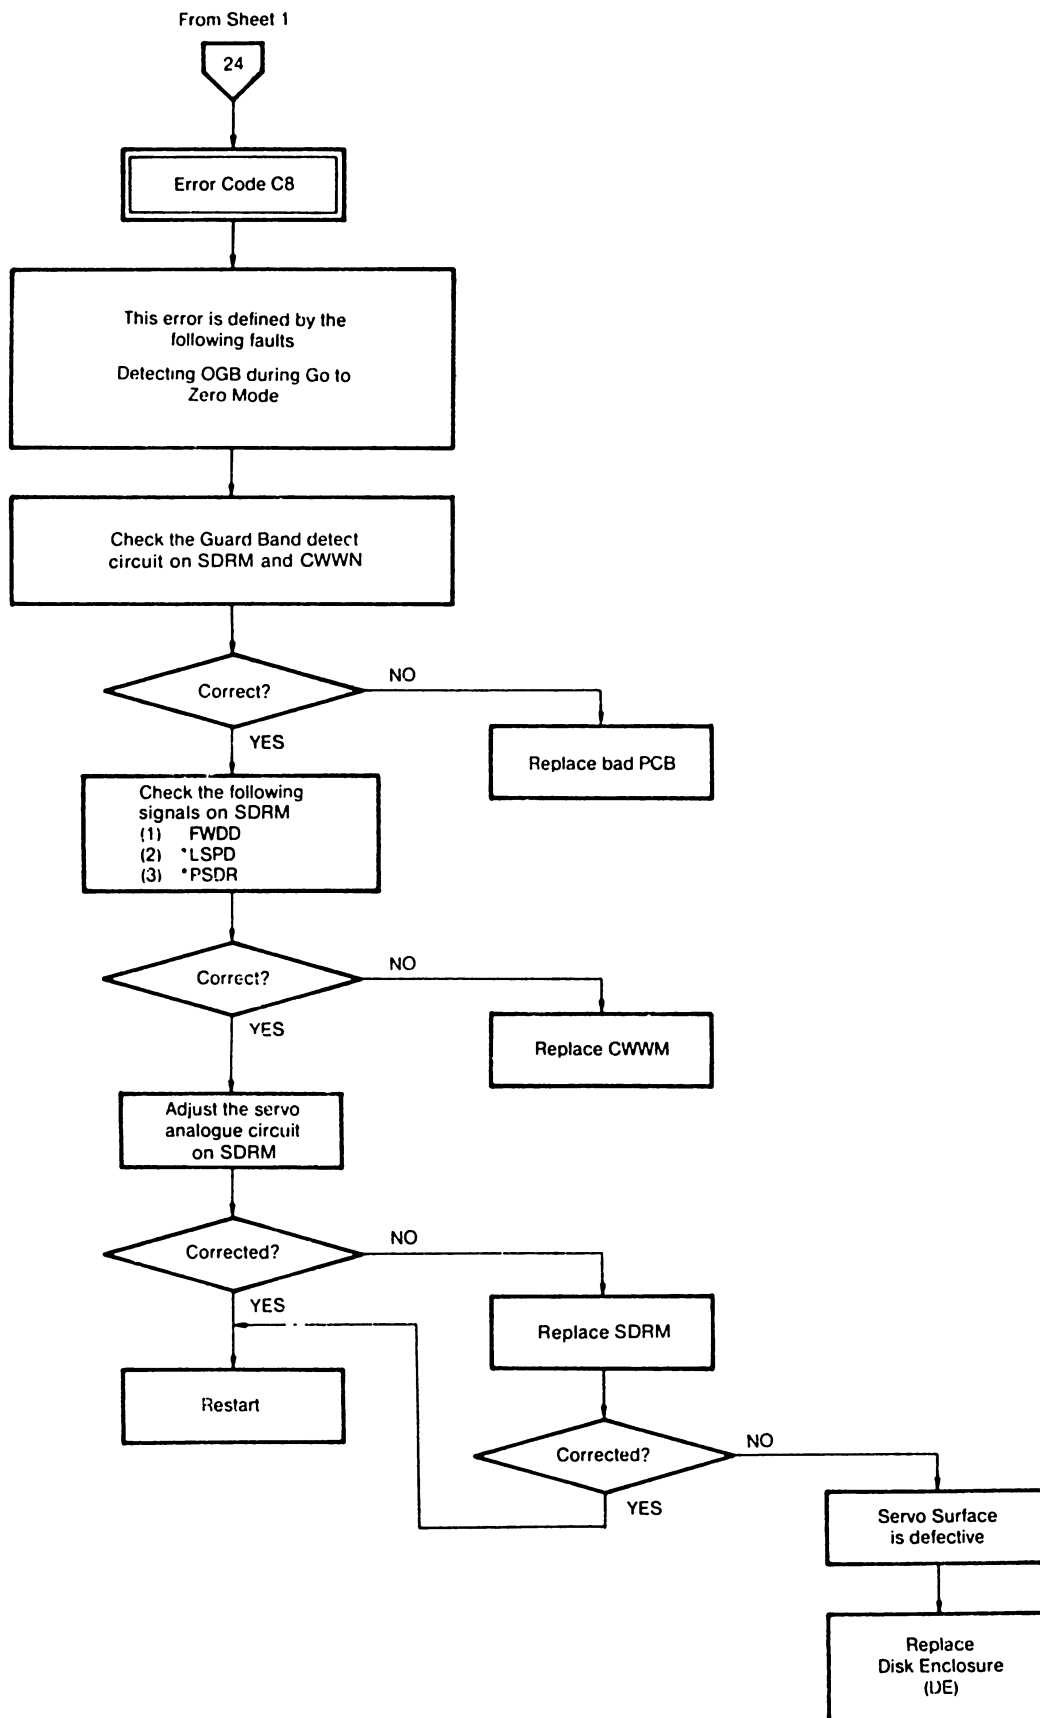 From Sheet 1
24
Error Code C8
This error is defined by the
following faults
Detecting OGB during Go to
Zero Mode
Check the Guard Band detect
circuit on SDRM and CWWN
Correct?
NO
YES
Replace bad PCB
Check the following
signals on SDRM
(1) FWDD
(2) *LSPD
(3) *PSDR
Correct?
NO
YES
Replace CWWM
Adjust the servo
analogue circuit
on SDRM
Corrected?
NO
YES
Replace SDRM
Restart
Corrected?
NO
YES
Servo Surface
is defective
Replace
Disk Enclosure
(DE)